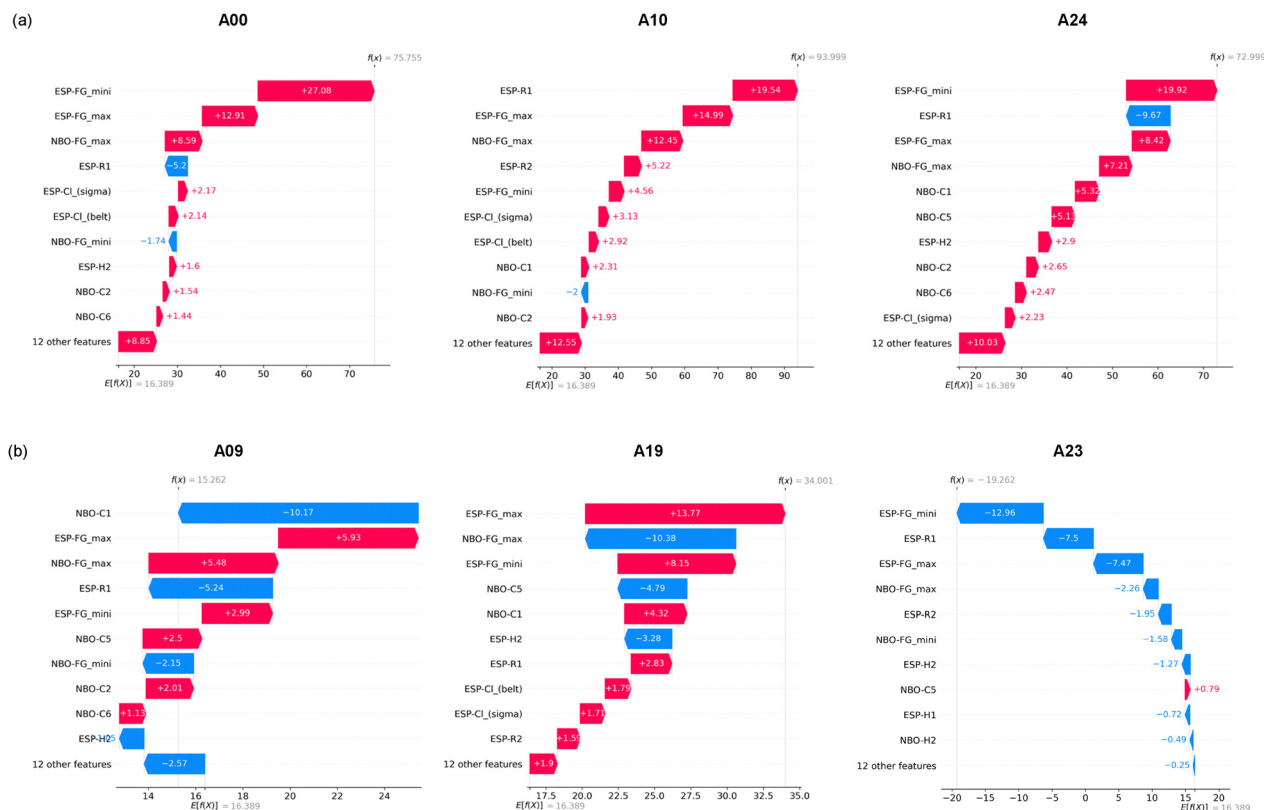 (a)
A00
f(x) = 75.755
ESP-FG_mini +27.08
ESP-FG_max +12.91
NBO-FG_max +8.59
ESP-R1 −5.2
ESP-Cl_(sigma) +2.17
ESP-Cl_(belt) +2.14
NBO-FG_mini −1.74
ESP-H2 +1.6
NBO-C2 +1.54
NBO-C6 +1.44
12 other features +8.85
20 30 40 50 60 70
E[f(X)] = 16.389
A10
f(x) = 93.999
ESP-R1 +19.54
ESP-FG_max +14.99
NBO-FG_max +12.45
ESP-R2 +5.22
ESP-FG_mini +4.56
ESP-Cl_(sigma) +3.13
ESP-Cl_(belt) +2.92
NBO-C1 +2.31
NBO-FG_mini −2
NBO-C2 +1.93
12 other features +12.55
20 30 40 50 60 70 80 90
E[f(X)] = 16.389
A24
f(x) = 72.999
ESP-FG_mini +19.92
ESP-R1 −9.67
ESP-FG_max +8.42
NBO-FG_max +7.21
NBO-C1 +5.32
NBO-C5 +5.13
ESP-H2 +2.9
NBO-C2 +2.65
NBO-C6 +2.47
ESP-Cl_(sigma) +2.23
12 other features +10.03
20 30 40 50 60 70
E[f(X)] = 16.389
(b)
A09
f(x) = 15.262
NBO-C1 −10.17
ESP-FG_max +5.93
NBO-FG_max +5.48
ESP-R1 −5.24
ESP-FG_mini +2.99
NBO-C5 +2.5
NBO-FG_mini −2.15
NBO-C2 +2.01
NBO-C6 +1.13
ESP-H2
12 other features −2.57
14 16 18 20 22 24
E[f(X)] = 16.389
A19
f(x) = 34.001
ESP-FG_max +13.77
NBO-FG_max −10.38
ESP-FG_mini +8.15
NBO-C5 −4.79
NBO-C1 +4.32
ESP-H2 −3.28
ESP-R1 +2.83
ESP-Cl_(belt) +1.79
ESP-Cl_(sigma) +1.71
ESP-R2 +1.59
12 other features +1.9
17.5 20.0 22.5 25.0 27.5 30.0 32.5 35.0
E[f(X)] = 16.389
A23
f(x) = −19.262
ESP-FG_mini −12.96
ESP-R1 −7.5
ESP-FG_max −7.47
NBO-FG_max −2.26
ESP-R2 −1.95
NBO-FG_mini −1.58
ESP-H2 −1.27
NBO-C5 +0.79
ESP-H1 −0.72
NBO-H2 −0.49
12 other features −0.25
−20 −15 −10 −5 0 5 10 15 20
E[f(X)] = 16.389